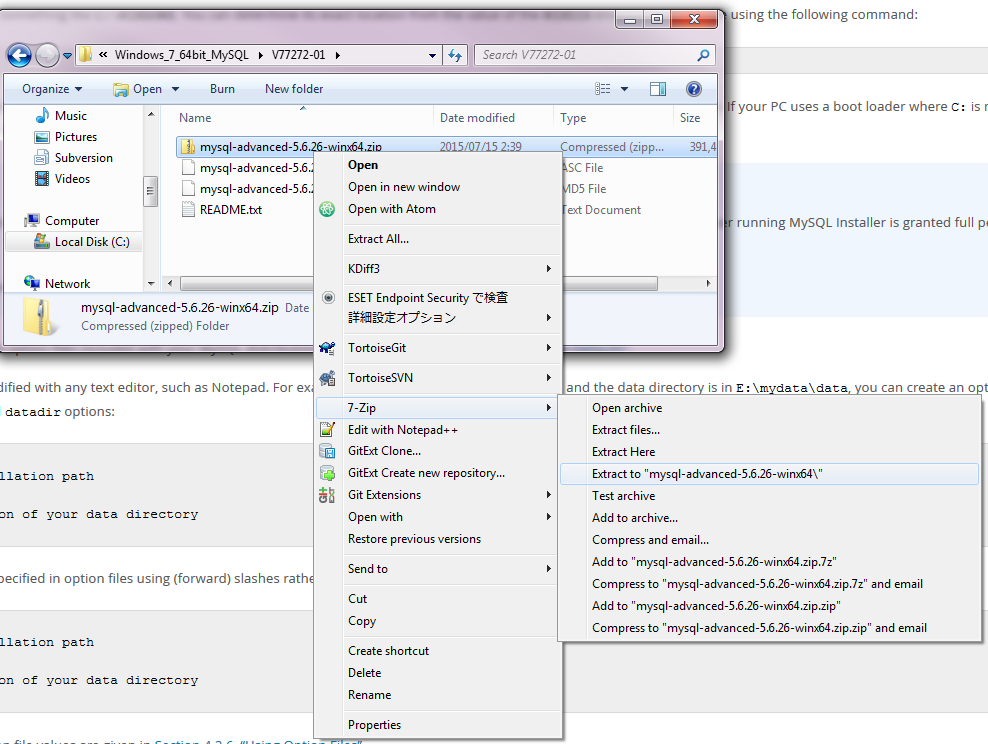 using the following command:
« Windows_7_64bit_MySQL ▸ V77272-01 ▸
Search V77272-01
Organize
Open
Burn
New folder
Music
Pictures
Subversion
Videos
Computer
Local Disk (C:)
Network
Name
Date modified
Type
Size
mysql-advanced-5.6.26-winx64.zip
2015/07/15 2:39
Compressed (zipp...
391,4
mysql-advanced-5.6.2
ASC File
mysql-advanced-5.6.2
MD5 File
README.txt
Text Document
mysql-advanced-5.6.26-winx64.zip Date
Compressed (zipped) Folder
If your PC uses a boot loader where C: is
er running MySQL Installer is granted full pe
Open
Open in new window
Open with Atom
Extract All...
KDiff3
ESET Endpoint Security で検査
詳細設定オプション
TortoiseGit
TortoiseSVN
7-Zip
Edit with Notepad++
GitExt Clone...
GitExt Create new repository...
Git Extensions
Open with
Restore previous versions
Send to
Cut
Copy
Create shortcut
Delete
Rename
Properties
Open archive
Extract files...
Extract Here
Extract to "mysql-advanced-5.6.26-winx64\"
Test archive
Add to archive...
Compress and email...
Add to "mysql-advanced-5.6.26-winx64.zip.7z"
Compress to "mysql-advanced-5.6.26-winx64.zip.7z" and email
Add to "mysql-advanced-5.6.26-winx64.zip.zip"
Compress to "mysql-advanced-5.6.26-winx64.zip.zip" and email
dified with any text editor, such as Notepad. For exa
and the data directory is in E:\mydata\data, you can create an opt
datadir options:
llation path
on of your data directory
pecified in option files using (forward) slashes rathe
llation path
on of your data directory